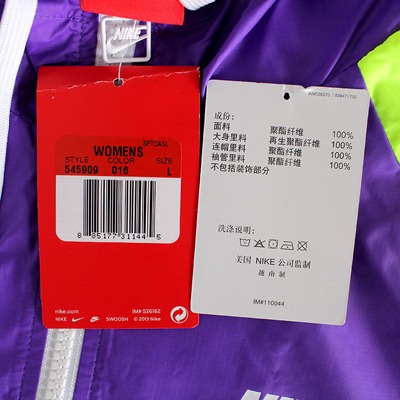 NIKE
SPTCASL
WOMENS
STYLE COLOR SIZE
545909 016 L
8 85177 31144 5
nike.com IM# 526162
NIKE SWOOSH ©2013 Nike
成份：
面料 聚酯纤维 100%
大身里料 再生聚酯纤维 100%
连帽里料 聚酯纤维 100%
袖管里料 聚酯纤维 100%
不包括装饰部分
洗涤说明：
美国 NIKE 公司监制
越南制
IM#110044